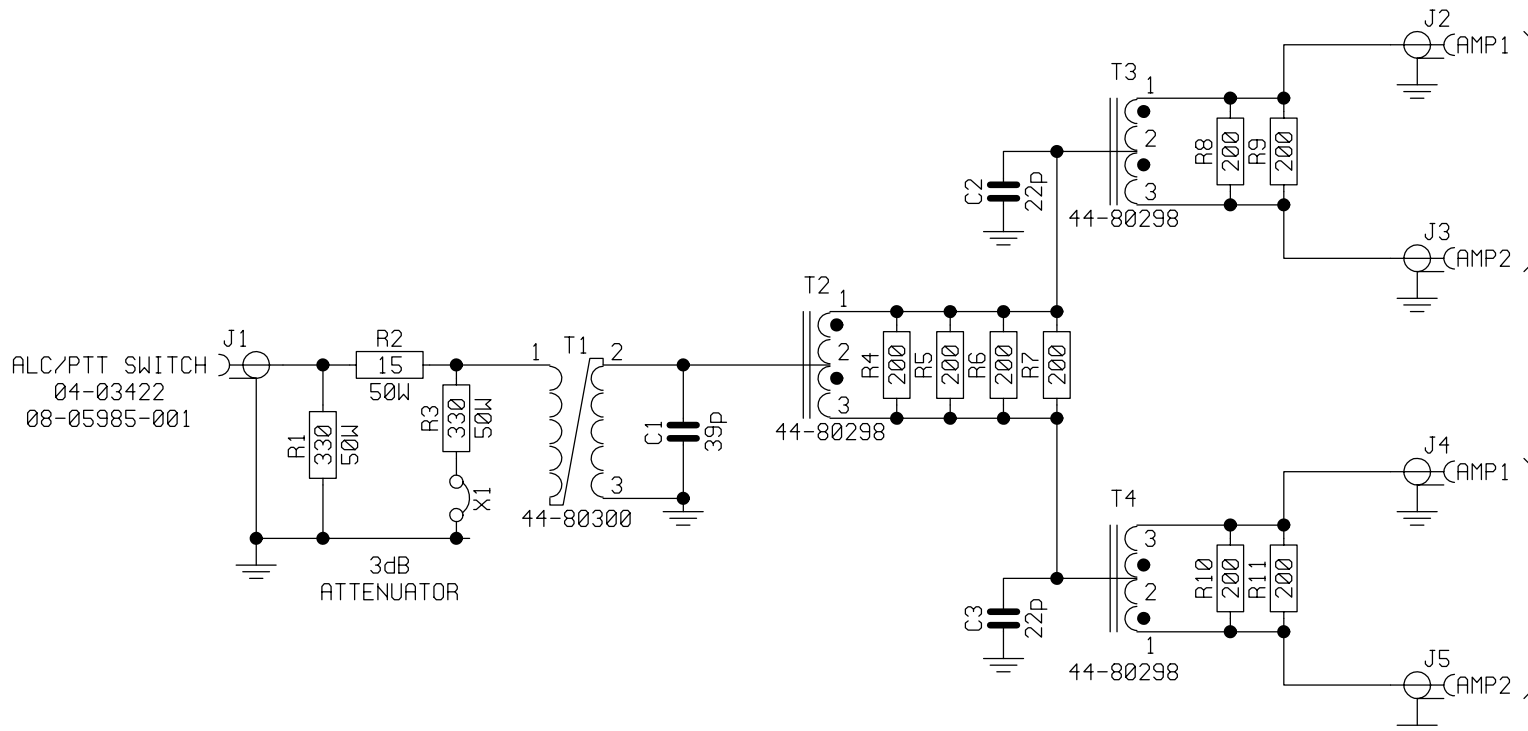 J2
AMP1
T3
1
2
3
R8
200
R9
200
C2
22p
44-80298
J3
AMP2
T2
1
2
3
R4
200
R5
200
R6
200
R7
200
44-80298
J1
ALC/PTT SWITCH
04-03422
08-05985-001
R2
15
50W
R1
330
50W
R3
330
50W
X1
1
T1
2
3
44-80300
C1
39p
3dB
ATTENUATOR
J4
AMP1
T4
3
2
1
R10
200
R11
200
C3
22p
44-80298
J5
AMP2